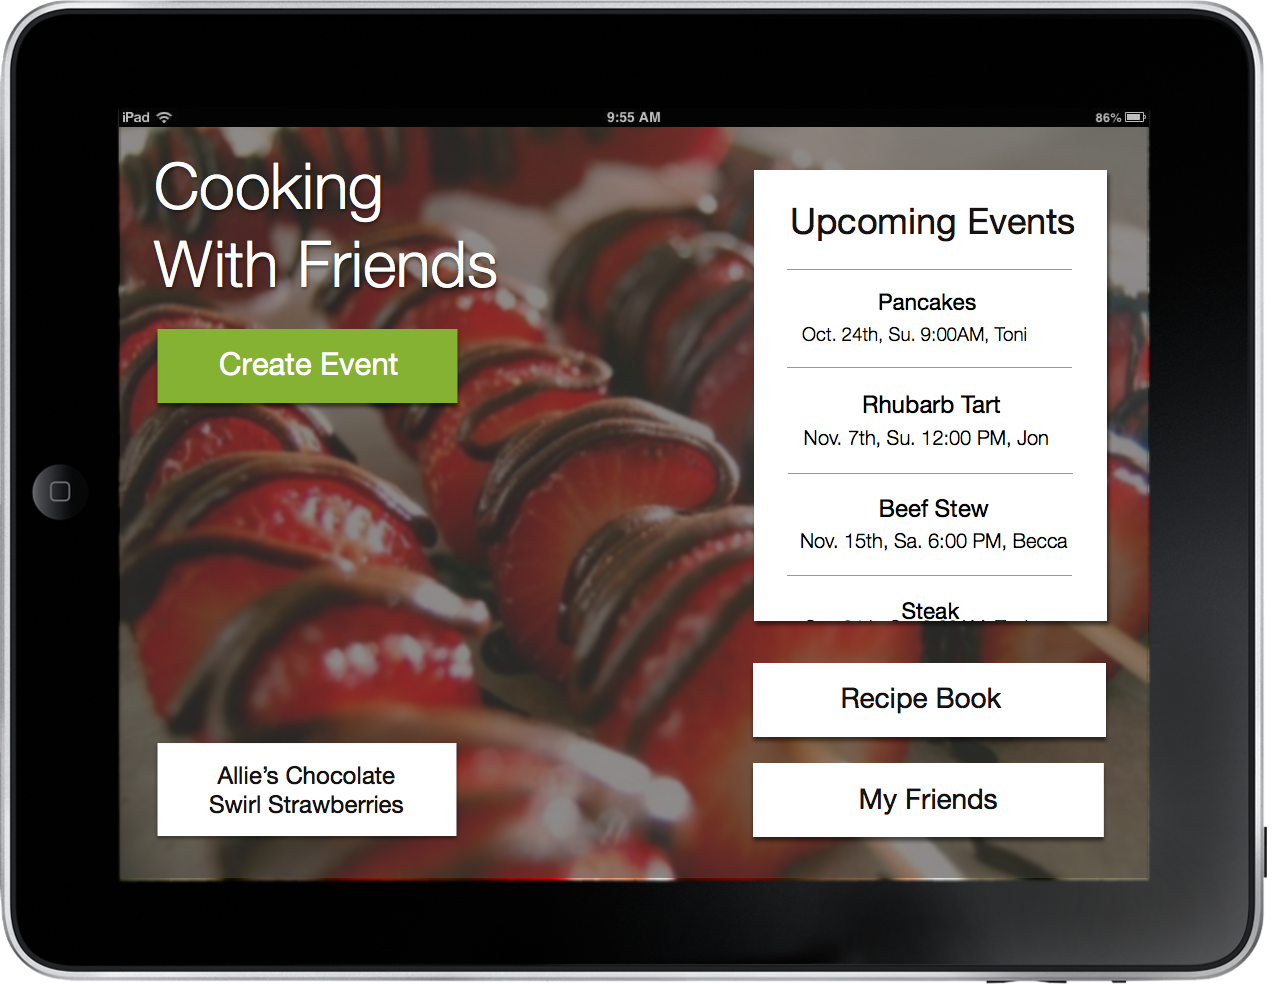 iPad
9:55 AM
86%
Cooking
With Friends
Create Event
Upcoming Events
Pancakes
Oct. 24th, Su. 9:00AM, Toni
Rhubarb Tart
Nov. 7th, Su. 12:00 PM, Jon
Beef Stew
Nov. 15th, Sa. 6:00 PM, Becca
Steak
Recipe Book
My Friends
Allie’s Chocolate
Swirl Strawberries